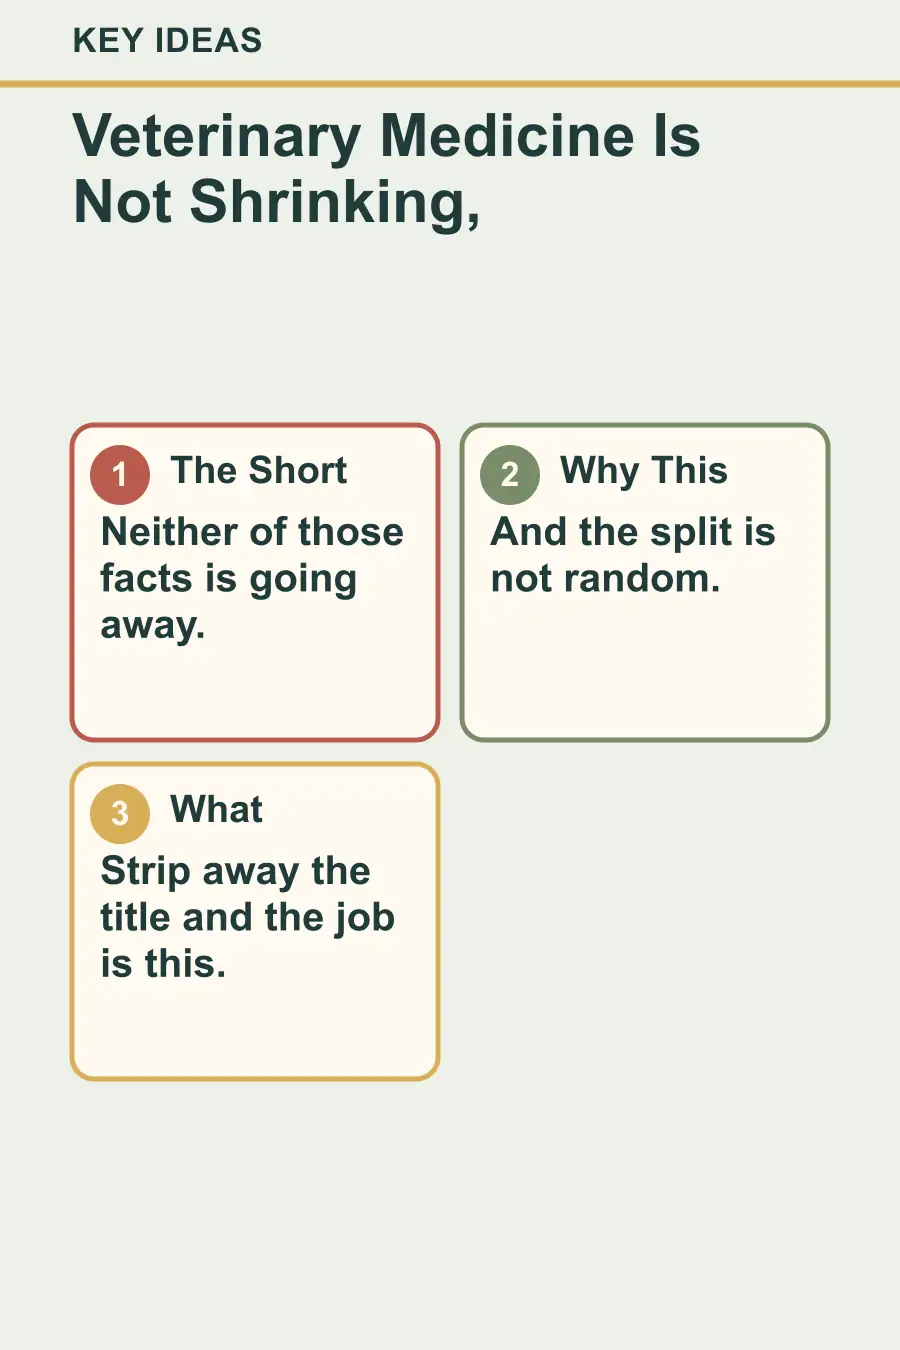 KEY IDEAS
Veterinary Medicine Is
Not Shrinking,
1
The Short
Neither of those
facts is going
away.
2
Why This
And the split is
not random.
3
What
Strip away the
title and the job
is this.